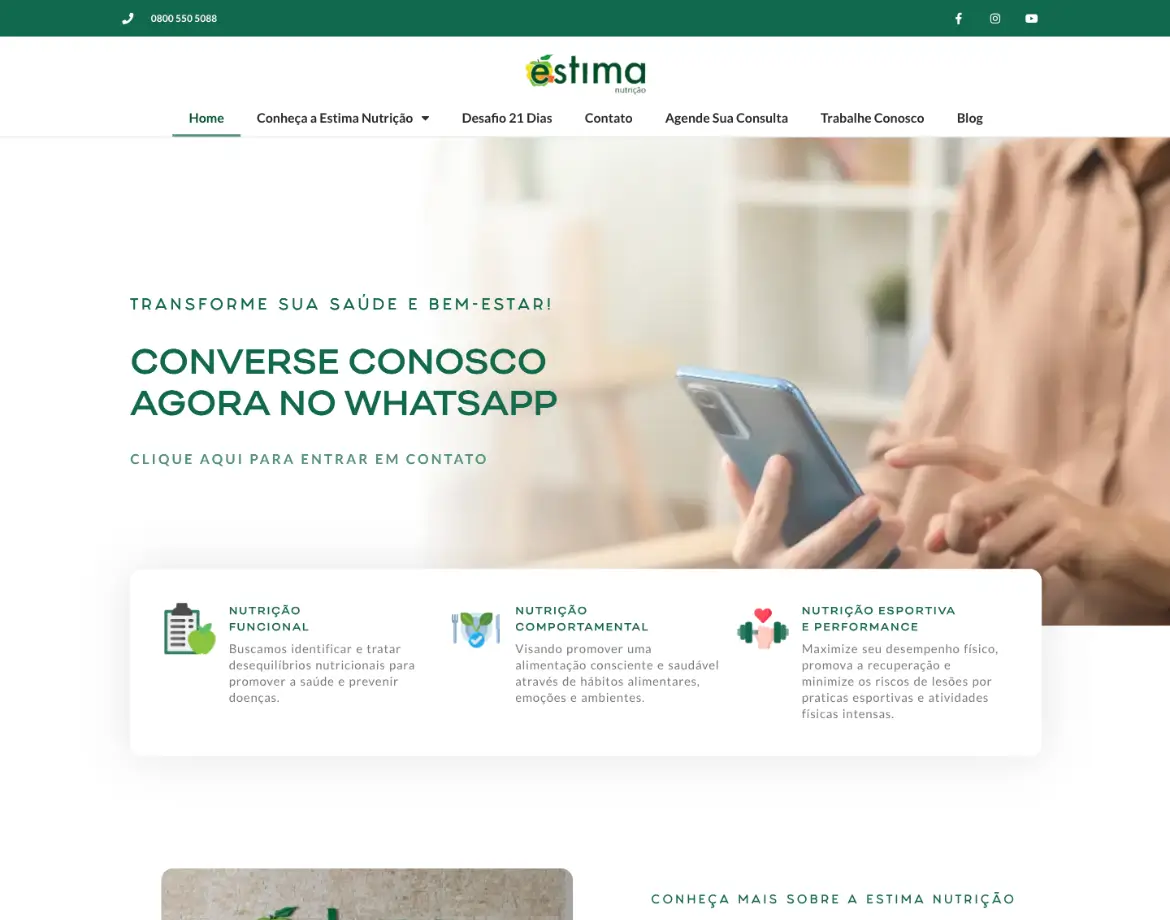 0800 550 5088
estima
nutrição
Home Conheça a Estima Nutrição Desafio 21 Dias Contato Agende Sua Consulta Trabalhe Conosco Blog
TRANSFORME SUA SAÚDE E BEM-ESTAR!
CONVERSE CONOSCO
AGORA NO WHATSAPP
CLIQUE AQUI PARA ENTRAR EM CONTATO
NUTRIÇÃO
FUNCIONAL
Buscamos identificar e tratar
desequilíbrios nutricionais para
promover a saúde e prevenir
doenças.
NUTRIÇÃO
COMPORTAMENTAL
Visando promover uma
alimentação consciente e saudável
através de hábitos alimentares,
emoções e ambientes.
NUTRIÇÃO ESPORTIVA
E PERFORMANCE
Maximize seu desempenho físico,
promova a recuperação e
minimize os riscos de lesões por
praticas esportivas e atividades
físicas intensas.
CONHEÇA MAIS SOBRE A ESTIMA NUTRIÇÃO